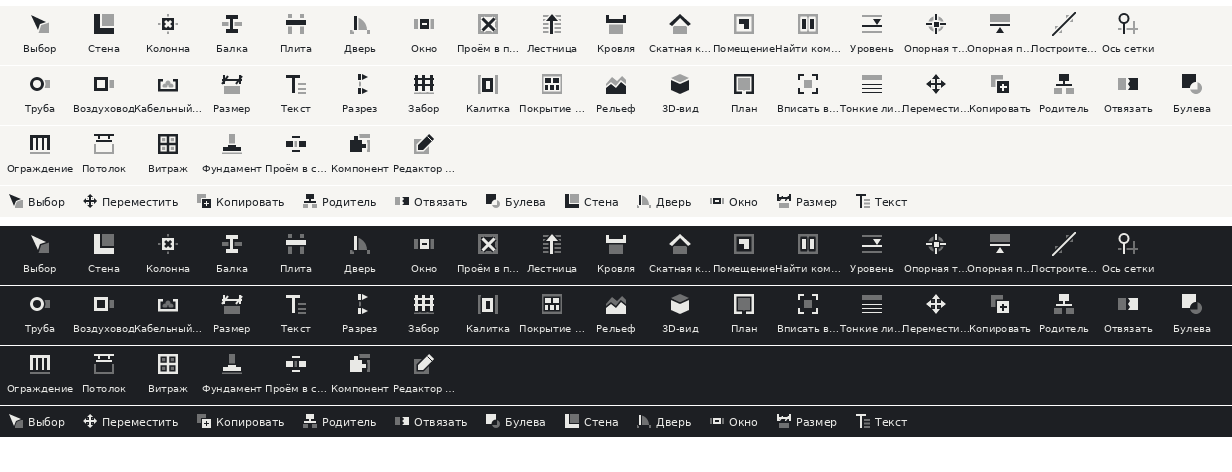 Выбор Стена Колонна Балка Плита Дверь Окно Проём в п... Лестница Кровля Скатная к... Помещение Найти ком... Уровень Опорная т... Опорная п... Построите... Ось сетки
Труба Воздуховод Кабельный... Размер Текст Разрез Забор Калитка Покрытие ... Рельеф 3D-вид План Вписать в... Тонкие ли... Перемести... Копировать Родитель Отвязать Булева
Ограждение Потолок Витраж Фундамент Проём в с... Компонент Редактор ...
Выбор Переместить Копировать Родитель Отвязать Булева Стена Дверь Окно Размер Текст
Выбор Стена Колонна Балка Плита Дверь Окно Проём в п... Лестница Кровля Скатная к... Помещение Найти ком... Уровень Опорная т... Опорная п... Построите... Ось сетки
Труба Воздуховод Кабельный... Размер Текст Разрез Забор Калитка Покрытие ... Рельеф 3D-вид План Вписать в... Тонкие ли... Перемести... Копировать Родитель Отвязать Булева
Ограждение Потолок Витраж Фундамент Проём в с... Компонент Редактор ...
Выбор Переместить Копировать Родитель Отвязать Булева Стена Дверь Окно Размер Текст